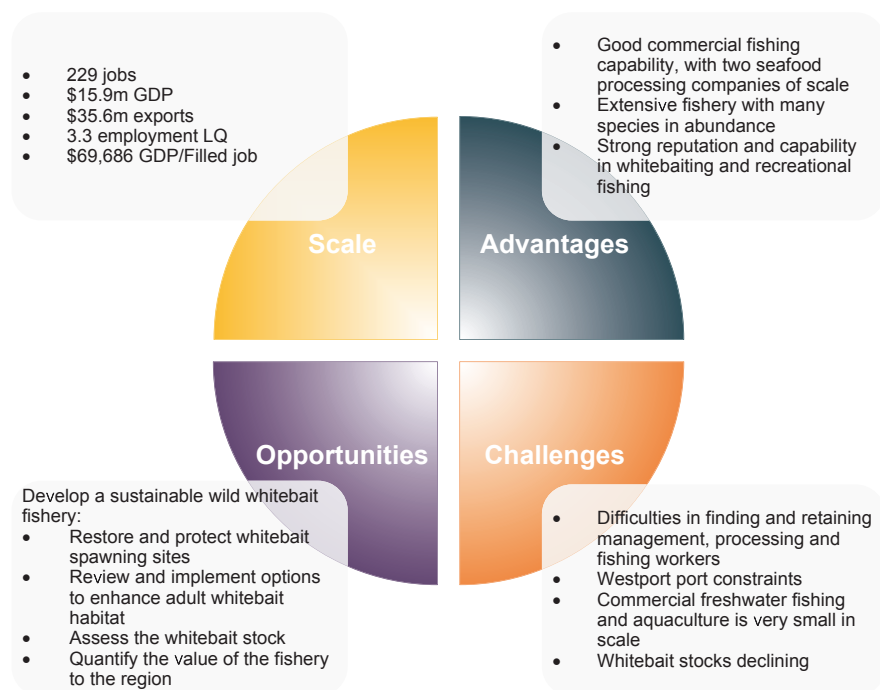 • 229 jobs
• $15.9m GDP
• $35.6m exports
• 3.3 employment LQ
• $69,686 GDP/Filled job
Scale
• Good commercial fishing
capability, with two seafood
processing companies of scale
• Extensive fishery with many
species in abundance
• Strong reputation and capability
in whitebaiting and recreational
fishing
Advantages
Opportunities
Develop a sustainable wild whitebait
fishery:
• Restore and protect whitebait
spawning sites
• Review and implement options
to enhance adult whitebait
habitat
• Assess the whitebait stock
• Quantify the value of the fishery
to the region
Challenges
• Difficulties in finding and retaining
management, processing and
fishing workers
• Westport port constraints
• Commercial freshwater fishing
and aquaculture is very small in
scale
• Whitebait stocks declining